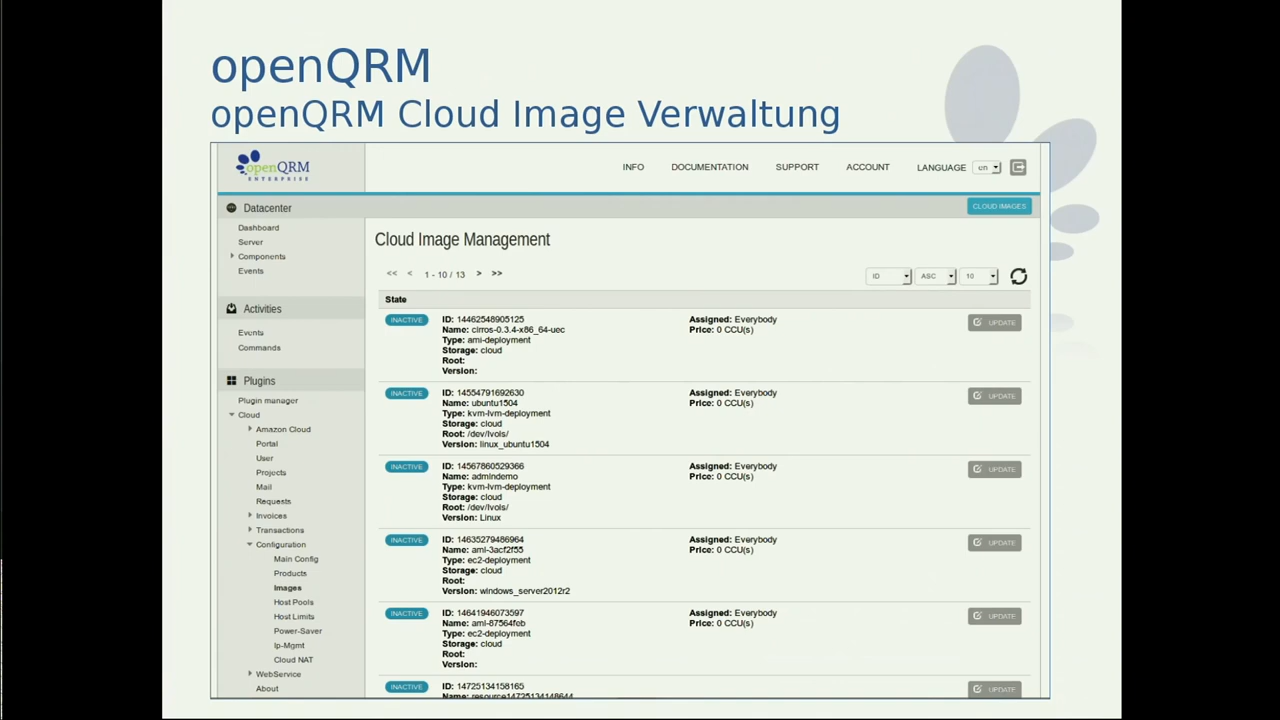 openQRM
openQRM Cloud Image Verwaltung
openQRM
ENTERPRISE
INFO DOCUMENTATION SUPPORT ACCOUNT LANGUAGE en
Datacenter
CLOUD IMAGES
Dashboard
Server
Components
Events
Activities
Events
Commands
Plugins
Plugin manager
Cloud
Amazon Cloud
Portal
User
Projects
Mail
Requests
Invoices
Transactions
Configuration
Main Config
Products
Images
Host Pools
Host Limits
Power-Saver
Ip-Mgmt
Cloud NAT
WebService
About
Cloud Image Management
<< < 1 - 10 / 13 > >> ID ASC 10
State
INACTIVE ID: 14462548905125 Assigned: Everybody UPDATE
Name: cirros-0.3.4-x86_64-uec Price: 0 CCU(s)
Type: ami-deployment
Storage: cloud
Root:
Version:
INACTIVE ID: 14554791692630 Assigned: Everybody UPDATE
Name: ubuntu1504 Price: 0 CCU(s)
Type: kvm-lvm-deployment
Storage: cloud
Root: /dev/lvols/
Version: linux_ubuntu1504
INACTIVE ID: 14567860529366 Assigned: Everybody UPDATE
Name: admindemo Price: 0 CCU(s)
Type: kvm-lvm-deployment
Storage: cloud
Root: /dev/lvols/
Version: Linux
INACTIVE ID: 14635279486964 Assigned: Everybody UPDATE
Name: ami-3acf2f55 Price: 0 CCU(s)
Type: ec2-deployment
Storage: cloud
Root:
Version: windows_server2012r2
INACTIVE ID: 14641946073597 Assigned: Everybody UPDATE
Name: ami-87564feb Price: 0 CCU(s)
Type: ec2-deployment
Storage: cloud
Root:
Version:
INACTIVE ID: 14725134158165 Assigned: Everybody UPDATE
Name: resource14725134148644 Price: 0 CCU(s)